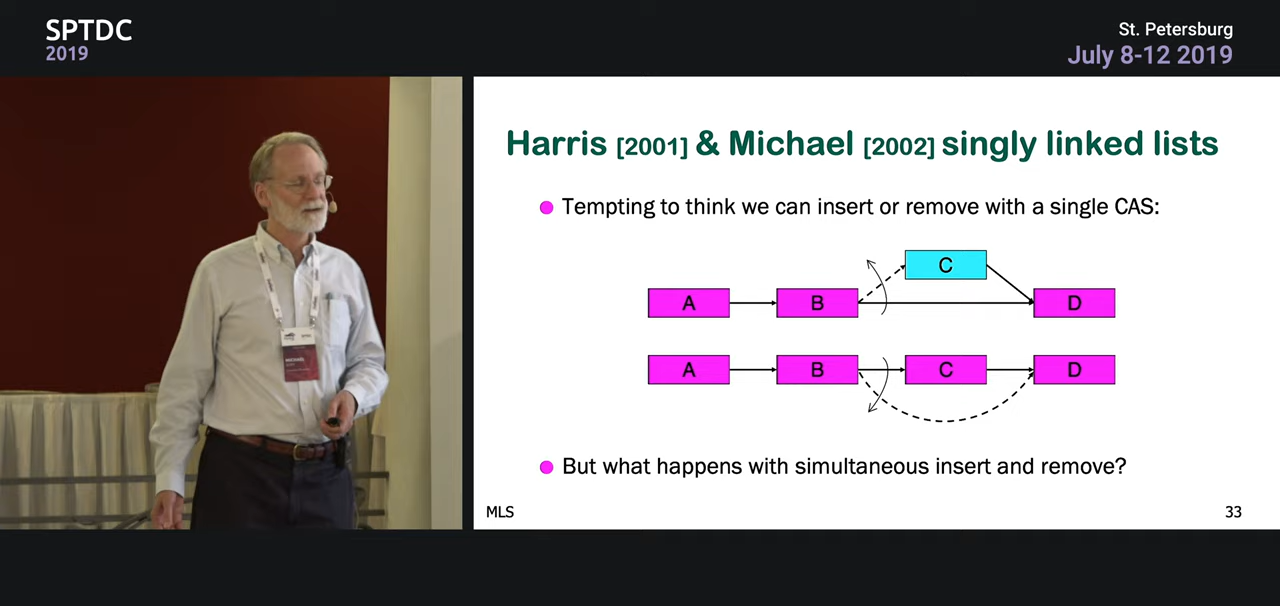 SPTDC
2019
St. Petersburg
July 8-12 2019
Harris [2001] & Michael [2002] singly linked lists
Tempting to think we can insert or remove with a single CAS:
C
A B D
A B C D
But what happens with simultaneous insert and remove?
MLS 33